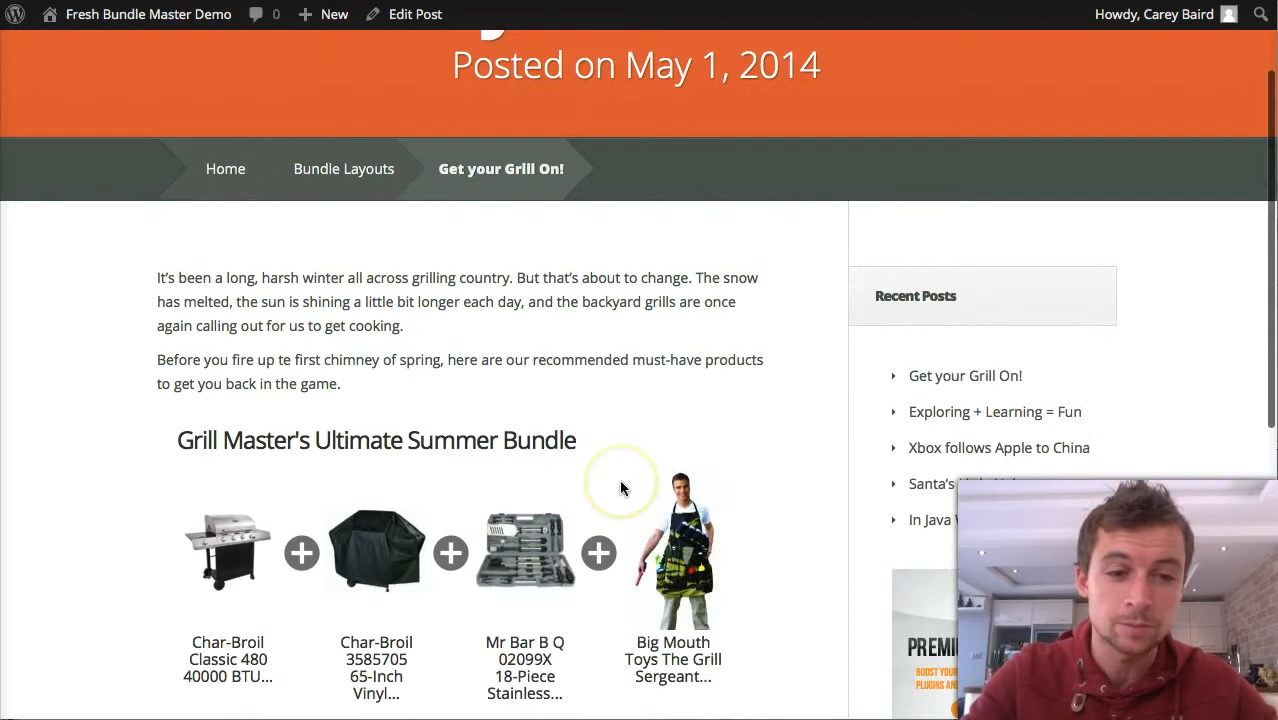 Fresh Bundle Master Demo 0 New Edit Post Howdy, Carey Baird
Posted on May 1, 2014
Home Bundle Layouts Get your Grill On!
It's been a long, harsh winter all across grilling country. But that's about to change. The snow
has melted, the sun is shining a little bit longer each day, and the backyard grills are once
again calling out for us to get cooking.
Before you fire up te first chimney of spring, here are our recommended must-have products
to get you back in the game.
Grill Master's Ultimate Summer Bundle
Char-Broil
Classic 480
40000 BTU...
Char-Broil
3585705
65-Inch
Vinyl...
Mr Bar B Q
02099X
18-Piece
Stainless...
Big Mouth
Toys The Grill
Sergeant...
Recent Posts
Get your Grill On!
Exploring + Learning = Fun
Xbox follows Apple to China
Santa's
In Java